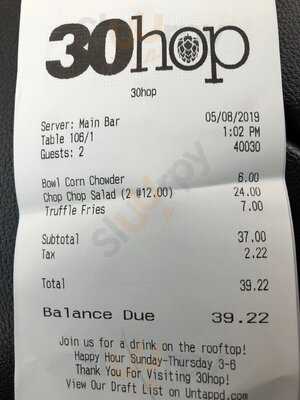 30hop
30hop
Server: Main Bar 05/08/2019
Table 106/1 1:02 PM
Guests: 2 40030
Bowl Corn Chowder 6.00
Chop Chop Salad (2 @12.00) 24.00
Truffle Fries 7.00
Subtotal 37.00
Tax 2.22
Total 39.22
Balance Due 39.22
Join us for a drink on the rooftop!
Happy Hour Sunday-Thursday 3-6
Thank You For Visiting 30hop!
View Our Draft List on Untappd.com